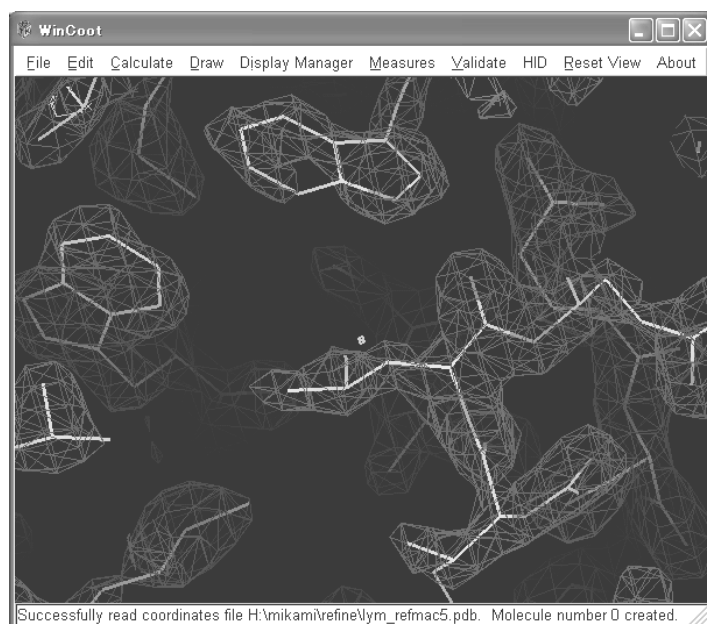 WinCoot
File Edit Calculate Draw Display Manager Measures Validate HID Reset View About
Successfully read coordinates file H:\mikami\refine\lym_refmac5.pdb. Molecule number 0 created.